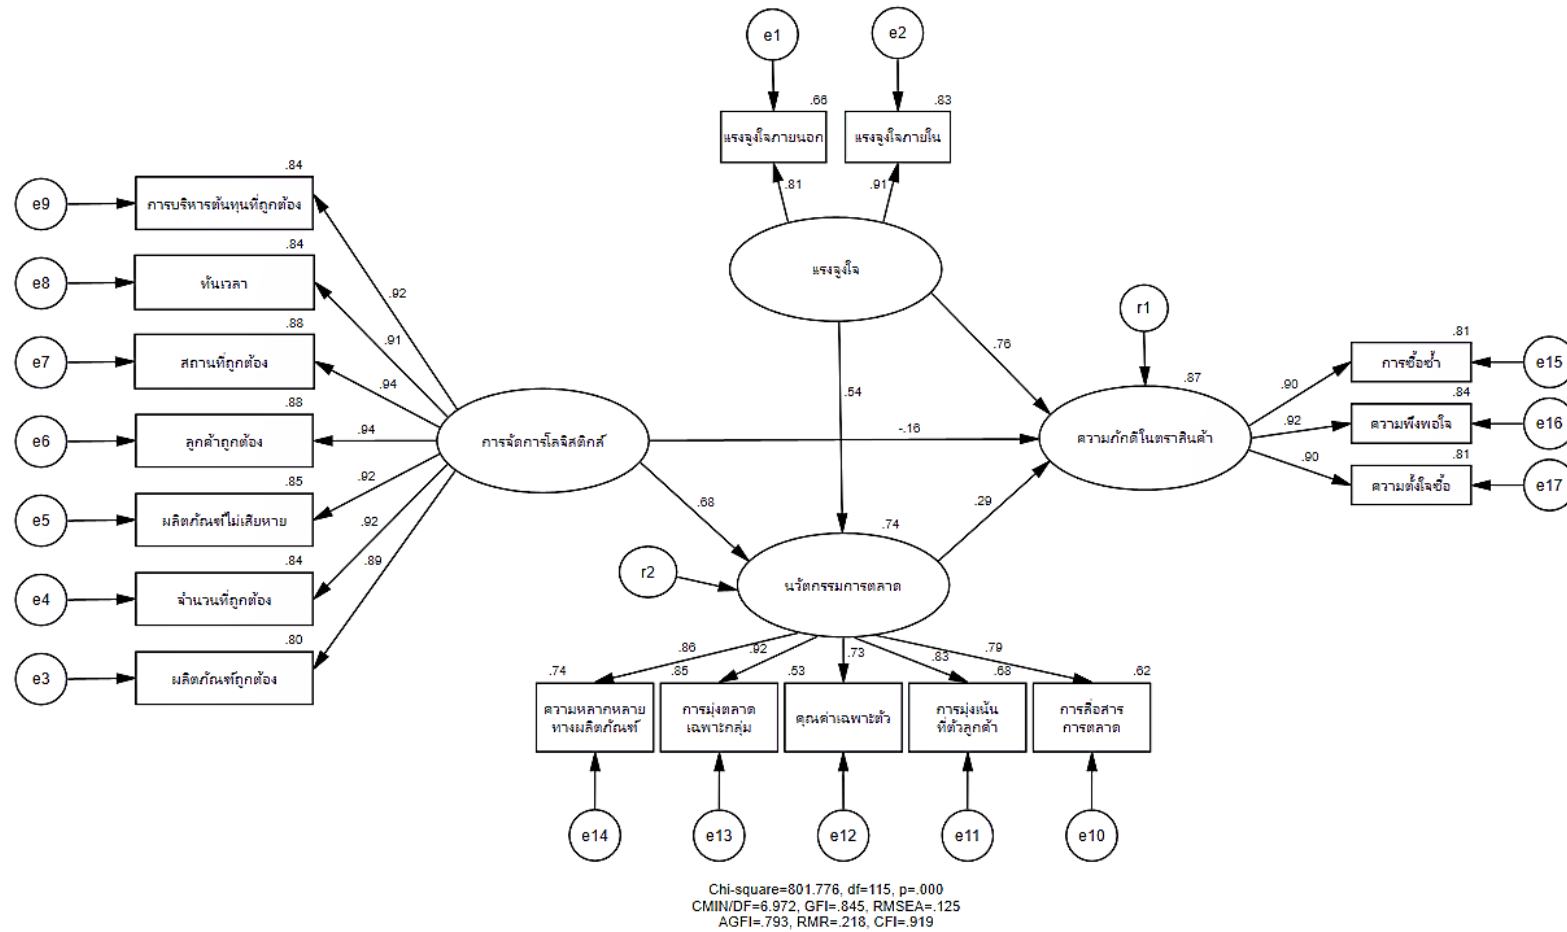 e1
e2
.66
.83
แรงจูงใจภายนอก
แรงจูงใจภายใน
.81
.91
แรงจูงใจ
.84
e9
การบริหารต้นทุนที่ถูกต้อง
.84
e8
ทันเวลา
.92
.88
e7
สถานที่ถูกต้อง
.91
.94
.88
e6
ลูกค้าถูกต้อง
.94
.85
e5
ผลิตภัณฑ์ไม่เสียหาย
.92
.84
e4
จำนวนที่ถูกต้อง
.92
.80
e3
ผลิตภัณฑ์ถูกต้อง
.89
การจัดการโลจิสติกส์
.76
.54
-.16
.68
.29
r1
.87
ความภักดีในตราสินค้า
.81
.90
การซื้อซ้ำ
e15
.84
.92
ความพึงพอใจ
e16
.81
.90
ความตั้งใจซื้อ
e17
r2
.74
นวัตกรรมการตลาด
.86
.92
.73
.83
.79
.74
.85
.53
.68
.62
ความหลากหลาย
ทางผลิตภัณฑ์
การมุ่งตลาด
เฉพาะกลุ่ม
คุณค่าเฉพาะตัว
การมุ่งเน้น
ที่ตัวลูกค้า
การสื่อสาร
การตลาด
e14
e13
e12
e11
e10
Chi-square=801.776, df=115, p=.000
CMIN/DF=6.972, GFI=.845, RMSEA=.125
AGFI=.793, RMR=.218, CFI=.919